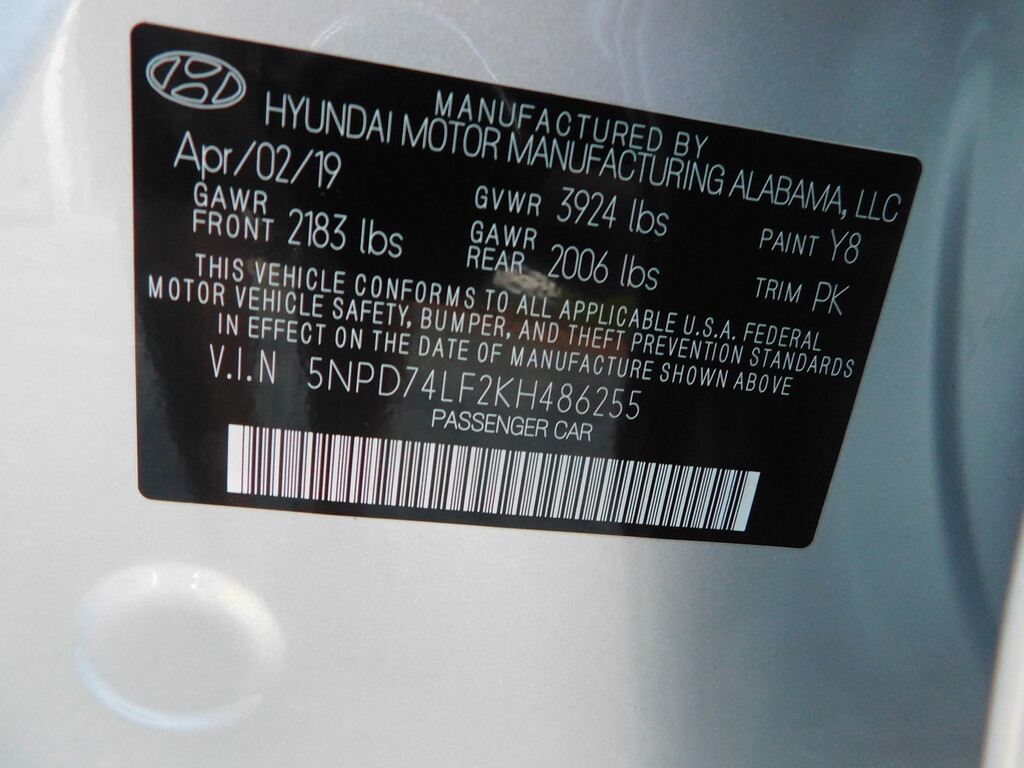 MANUFACTURED BY
HYUNDAI MOTOR MANUFACTURING ALABAMA, LLC
Apr/02/19 GVWR 3924 lbs PAINT Y8
GAWR FRONT 2183 lbs GAWR REAR 2006 lbs TRIM PK
THIS VEHICLE CONFORMS TO ALL APPLICABLE U.S.A. FEDERAL
MOTOR VEHICLE SAFETY, BUMPER, AND THEFT PREVENTION STANDARDS
IN EFFECT ON THE DATE OF MANUFACTURE SHOWN ABOVE
V.I.N 5NPD74LF2KH486255
PASSENGER CAR